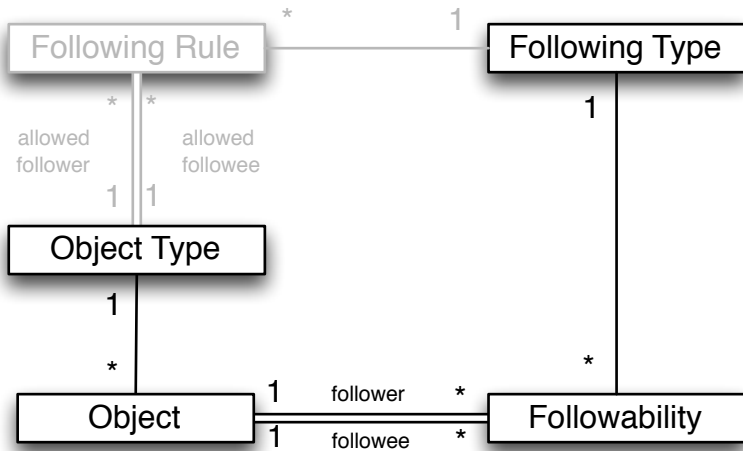 * 1
Following Rule Following Type
* * 1
allowed allowed
follower followee
1 1
Object Type
1
* *
1 follower *
Object Followability
1 followee *